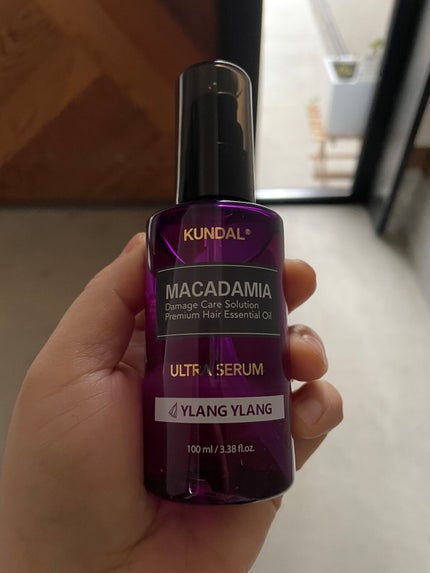 KUNDAL®
MACADAMIA
Damage Care Solution
Premium Hair Essential Oil
ULTRA SERUM
YLANG YLANG
100 ml / 3.38 fl.oz.